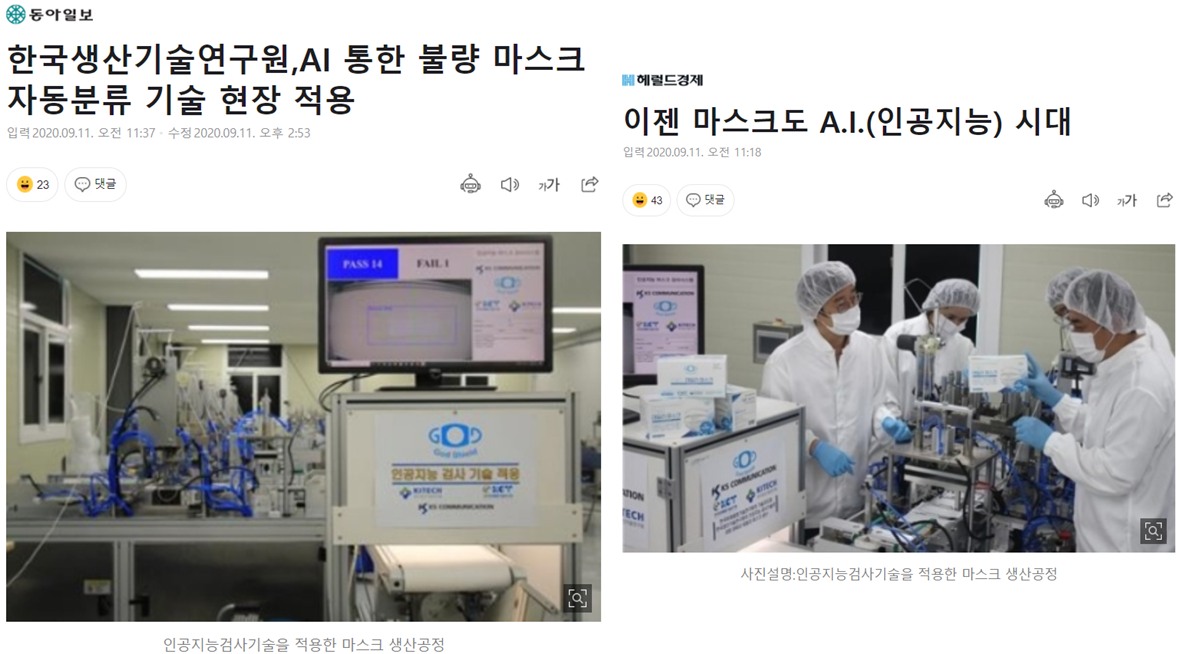 동아일보
한국생산기술연구원,AI 통한 불량 마스크
자동분류 기술 현장 적용
입력 2020.09.11. 오전 11:37 · 수정 2020.09.11. 오후 2:53
23 댓글
가가
PASS 14 FAIL 1
KS COMMUNICATION
KITECH
GOD
God Shield
인공지능 검사 기술 적용
KITECH
KS COMMUNICATION
인공지능검사기술을 적용한 마스크 생산공정
헤럴드경제
이젠 마스크도 A.I.(인공지능) 시대
입력 2020.09.11. 오전 11:18
43 댓글
가가
KS COMMUNICATION
KITECH
GOD
KS COMMUNICATION
KITECH
사진설명:인공지능검사기술을 적용한 마스크 생산공정